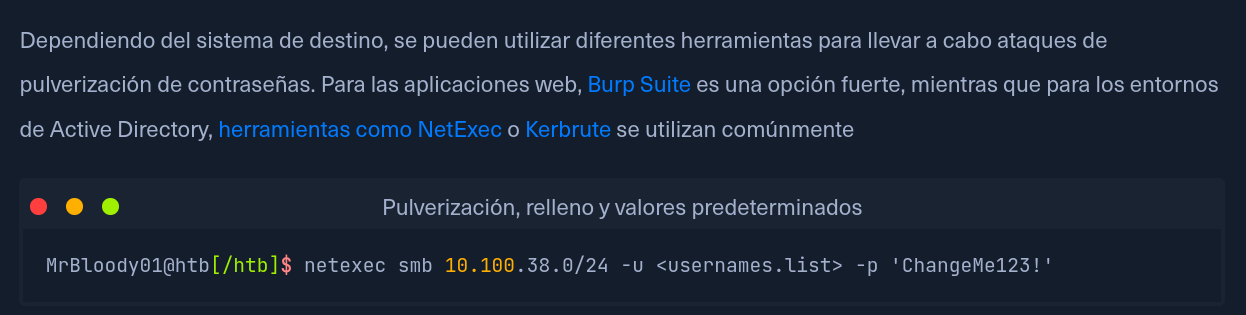 Dependiendo del sistema de destino, se pueden utilizar diferentes herramientas para llevar a cabo ataques de
pulverización de contraseñas. Para las aplicaciones web, Burp Suite es una opción fuerte, mientras que para los entornos
de Active Directory, herramientas como NetExec o Kerbrute se utilizan comúnmente
Pulverización, relleno y valores predeterminados
MrBloody01@htb[/htb]$ netexec smb 10.100.38.0/24 -u <usernames.list> -p 'ChangeMe123!'